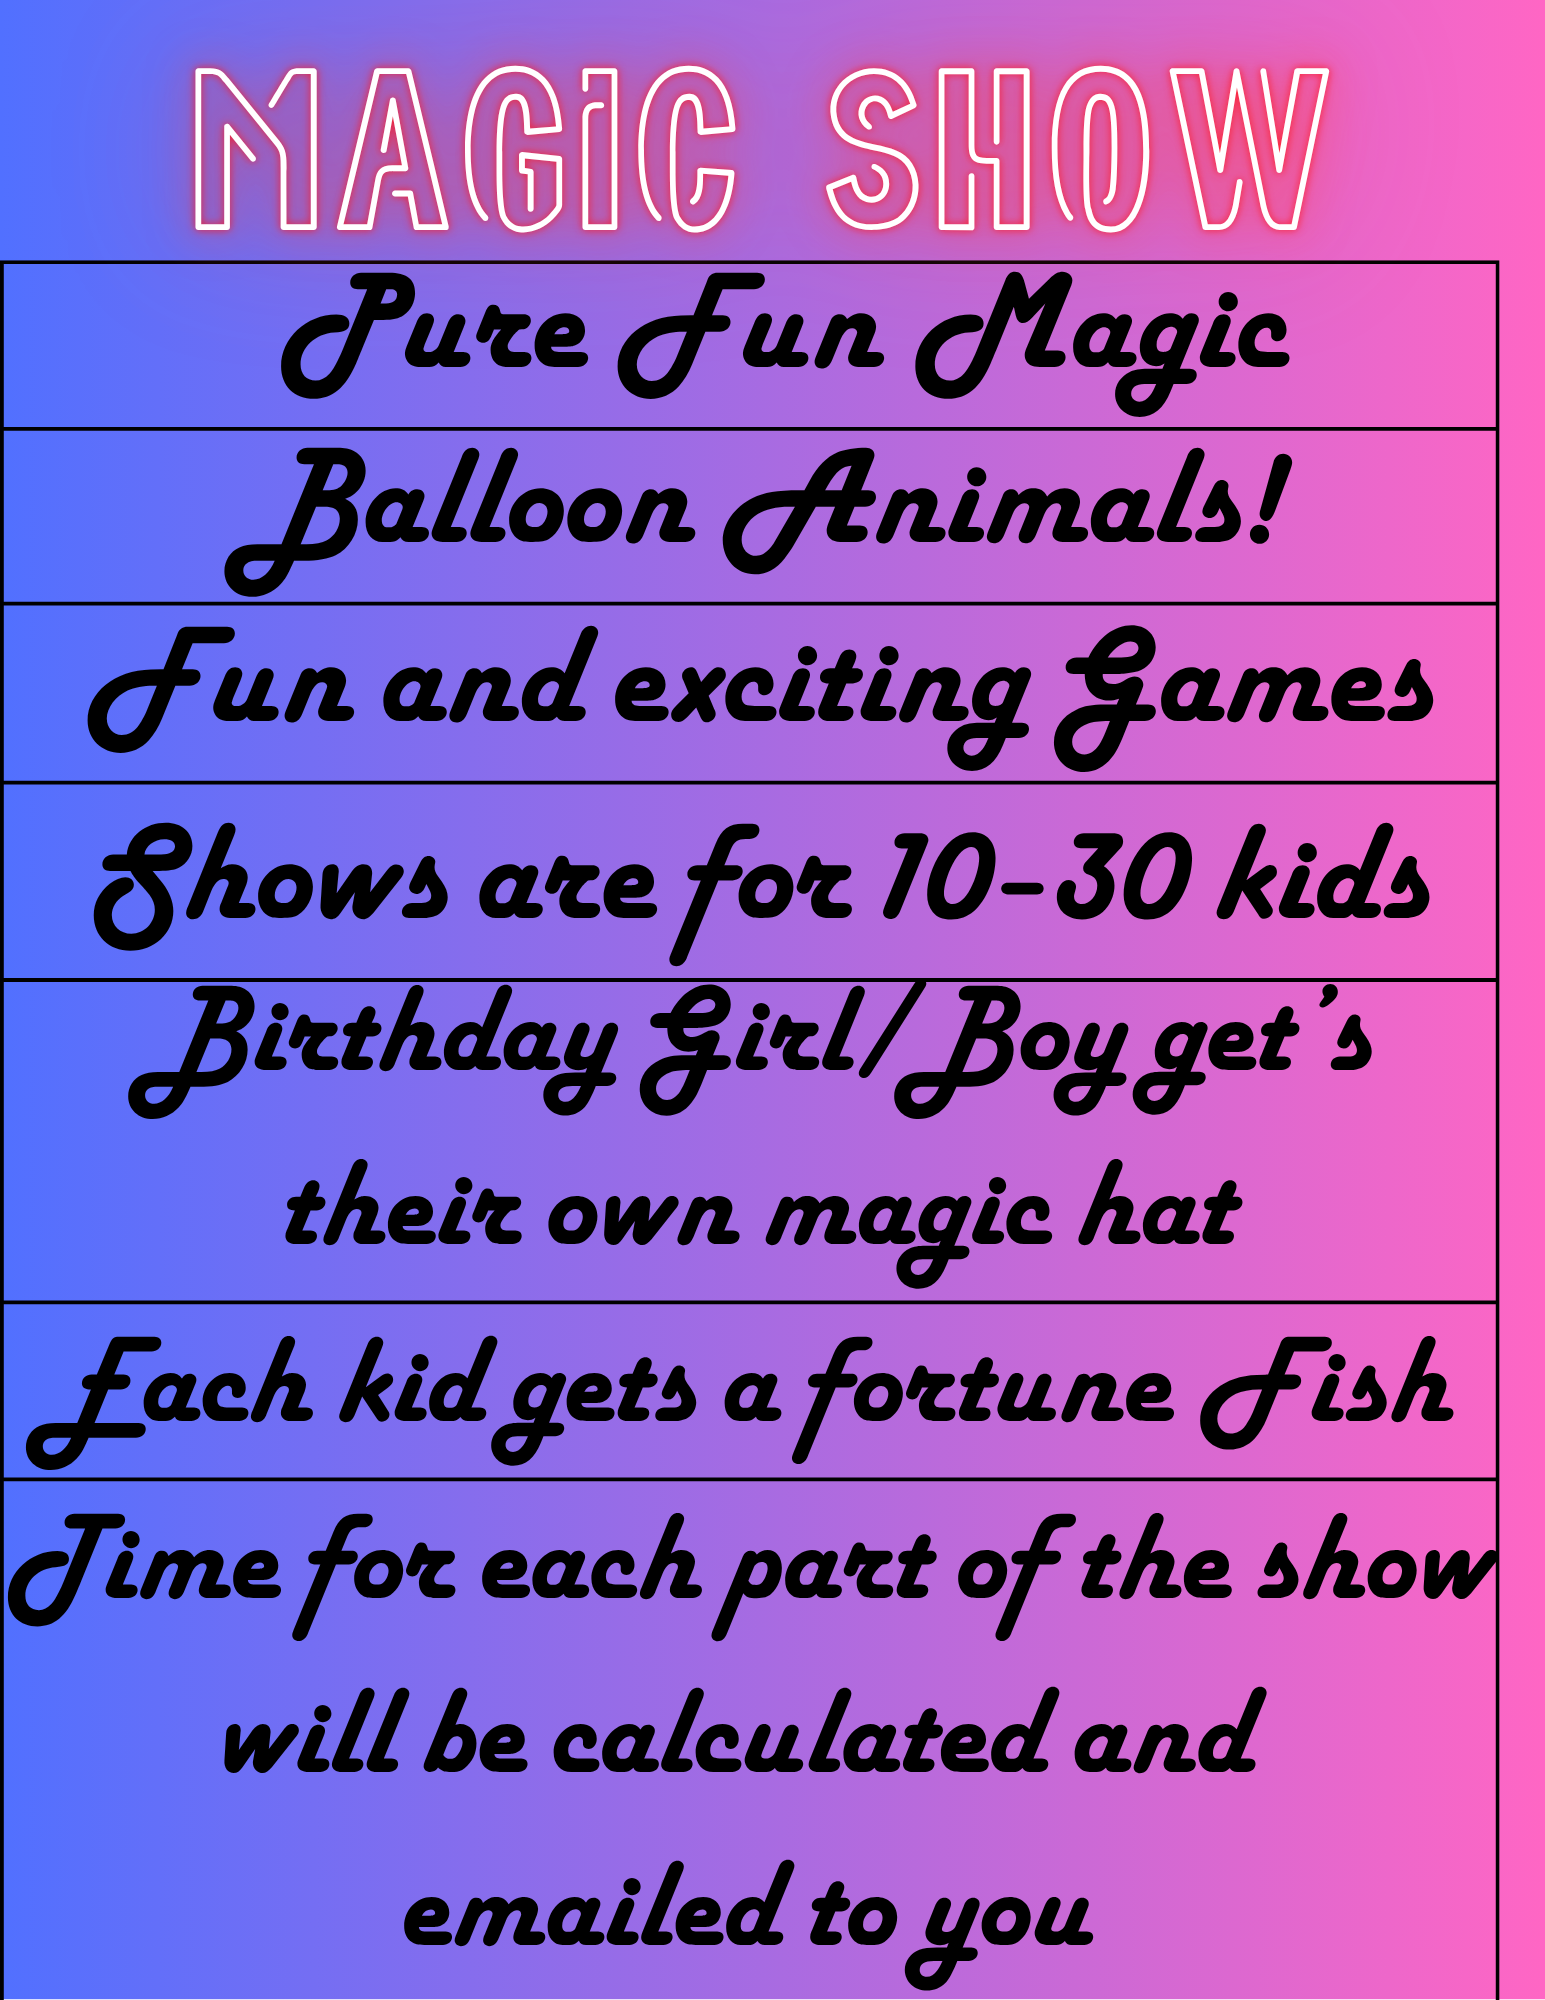 MAGIC SHOW
Pure Fun Magic
Balloon Animals!
Fun and exciting Games
Shows are for 10-30 kids
Birthday Girl/Boy get's
their own magic hat
Each kid gets a fortune Fish
Time for each part of the show
will be calculated and
emailed to you